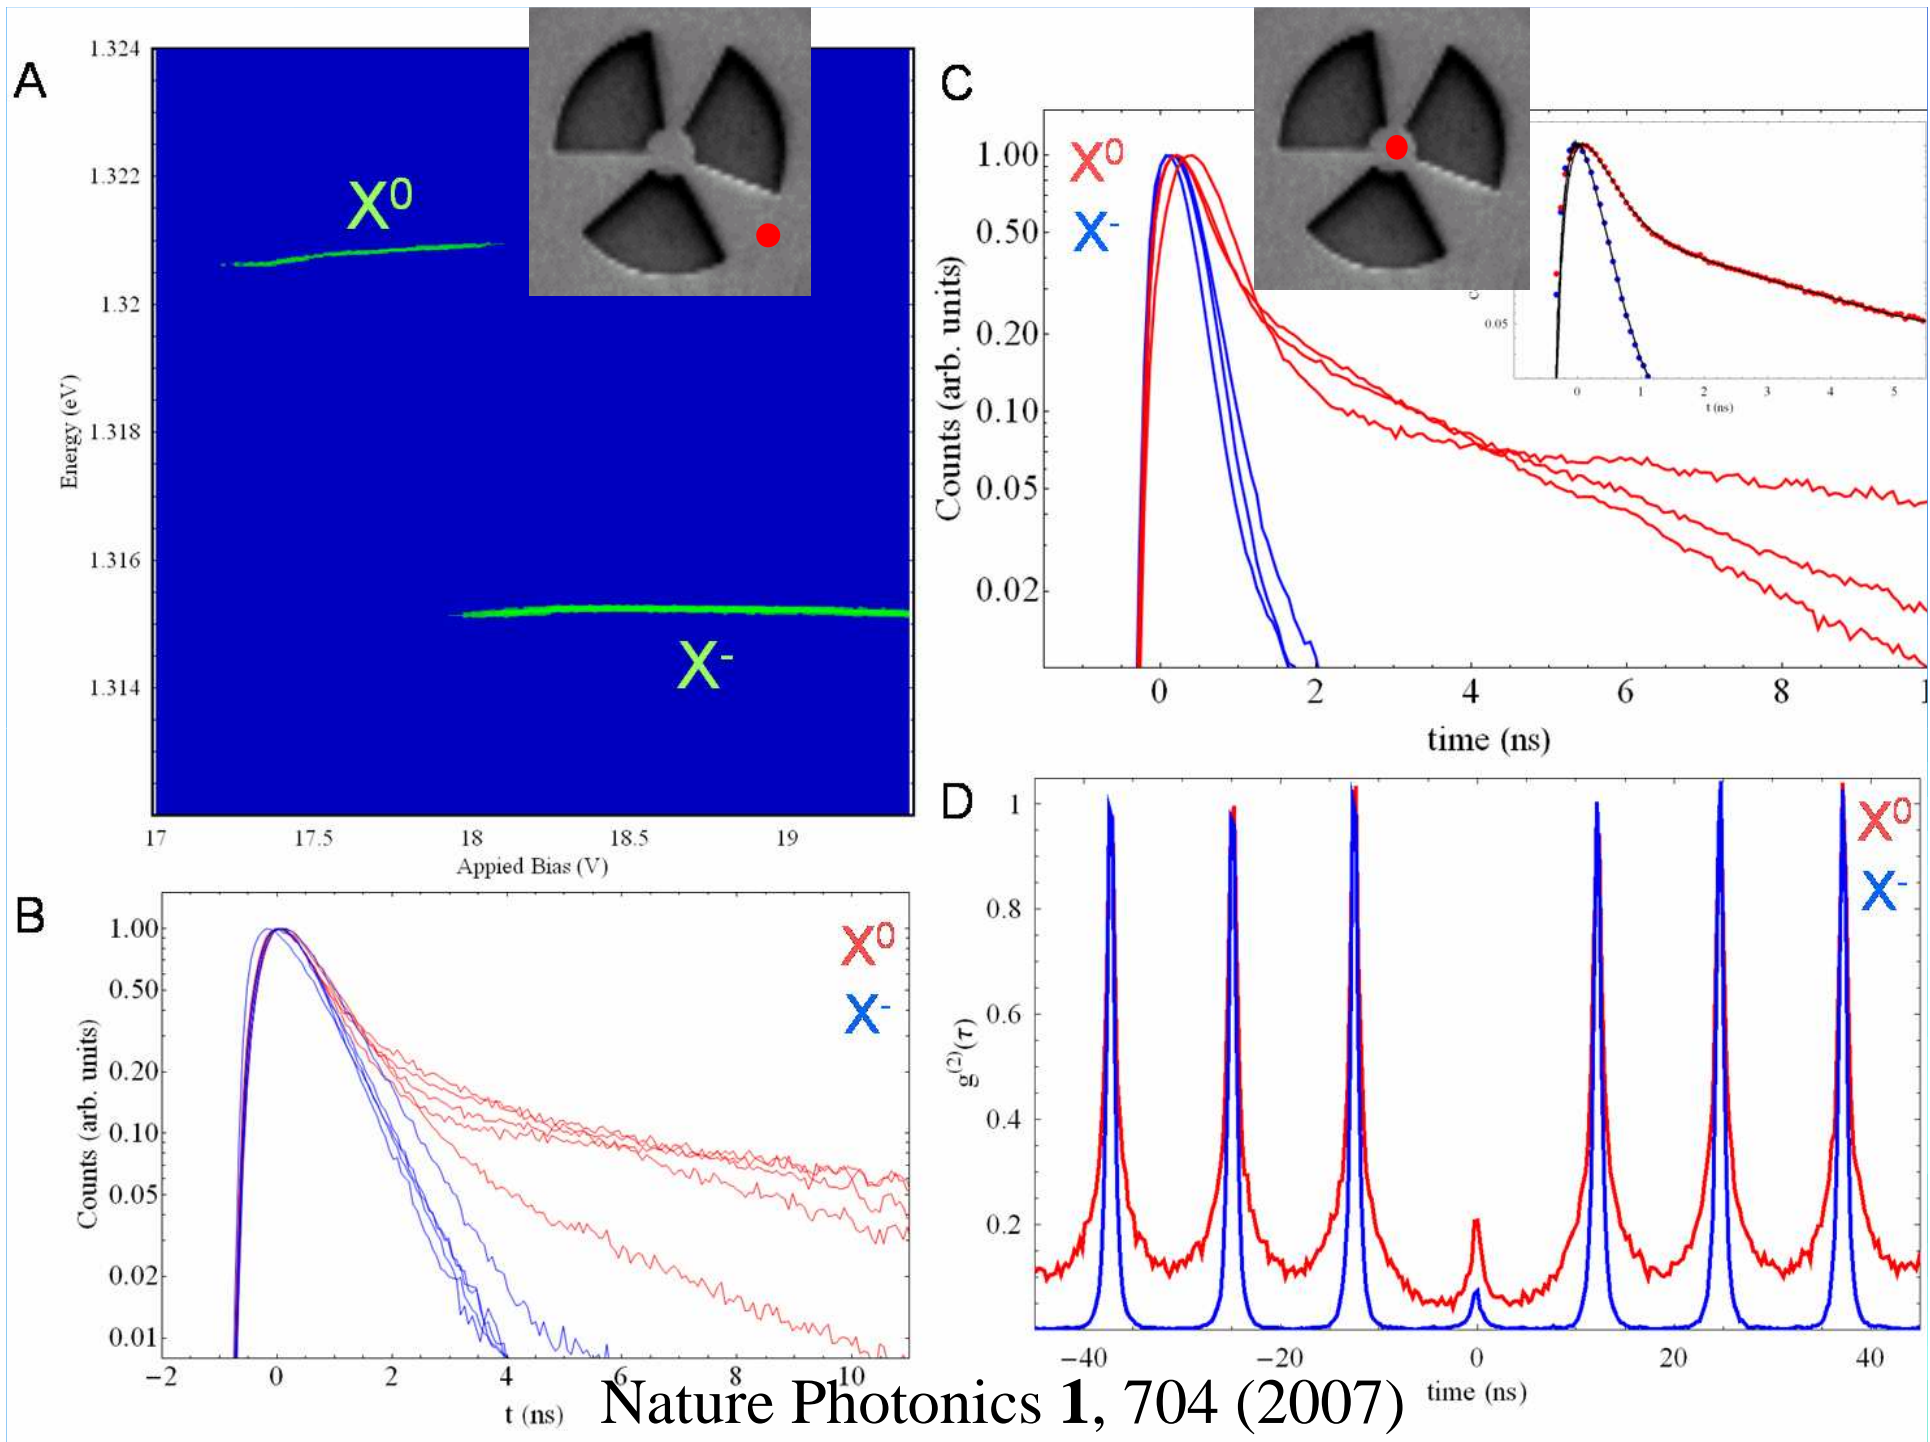 A
1.324
1.322
1.32
1.318
1.316
1.314
Energy (eV)
X0
X-
17 17.5 18 18.5 19
Appied Bias (V)
B
1.00
0.50
0.20
0.10
0.05
0.02
0.01
Counts (arb. units)
X0
X-
−2 0 2 4 6 8 10
t (ns)
C
1.00
0.50
0.20
0.10
0.05
0.02
Counts (arb. units)
X0
X-
0 2 4 6 8 1
time (ns)
C
0.05
0 1 2 3 4 5
t (ns)
D
1
0.8
0.6
0.4
0.2
g(2)(τ)
X0
X-
−40 −20 0 20 40
time (ns)
Nature Photonics 1, 704 (2007)